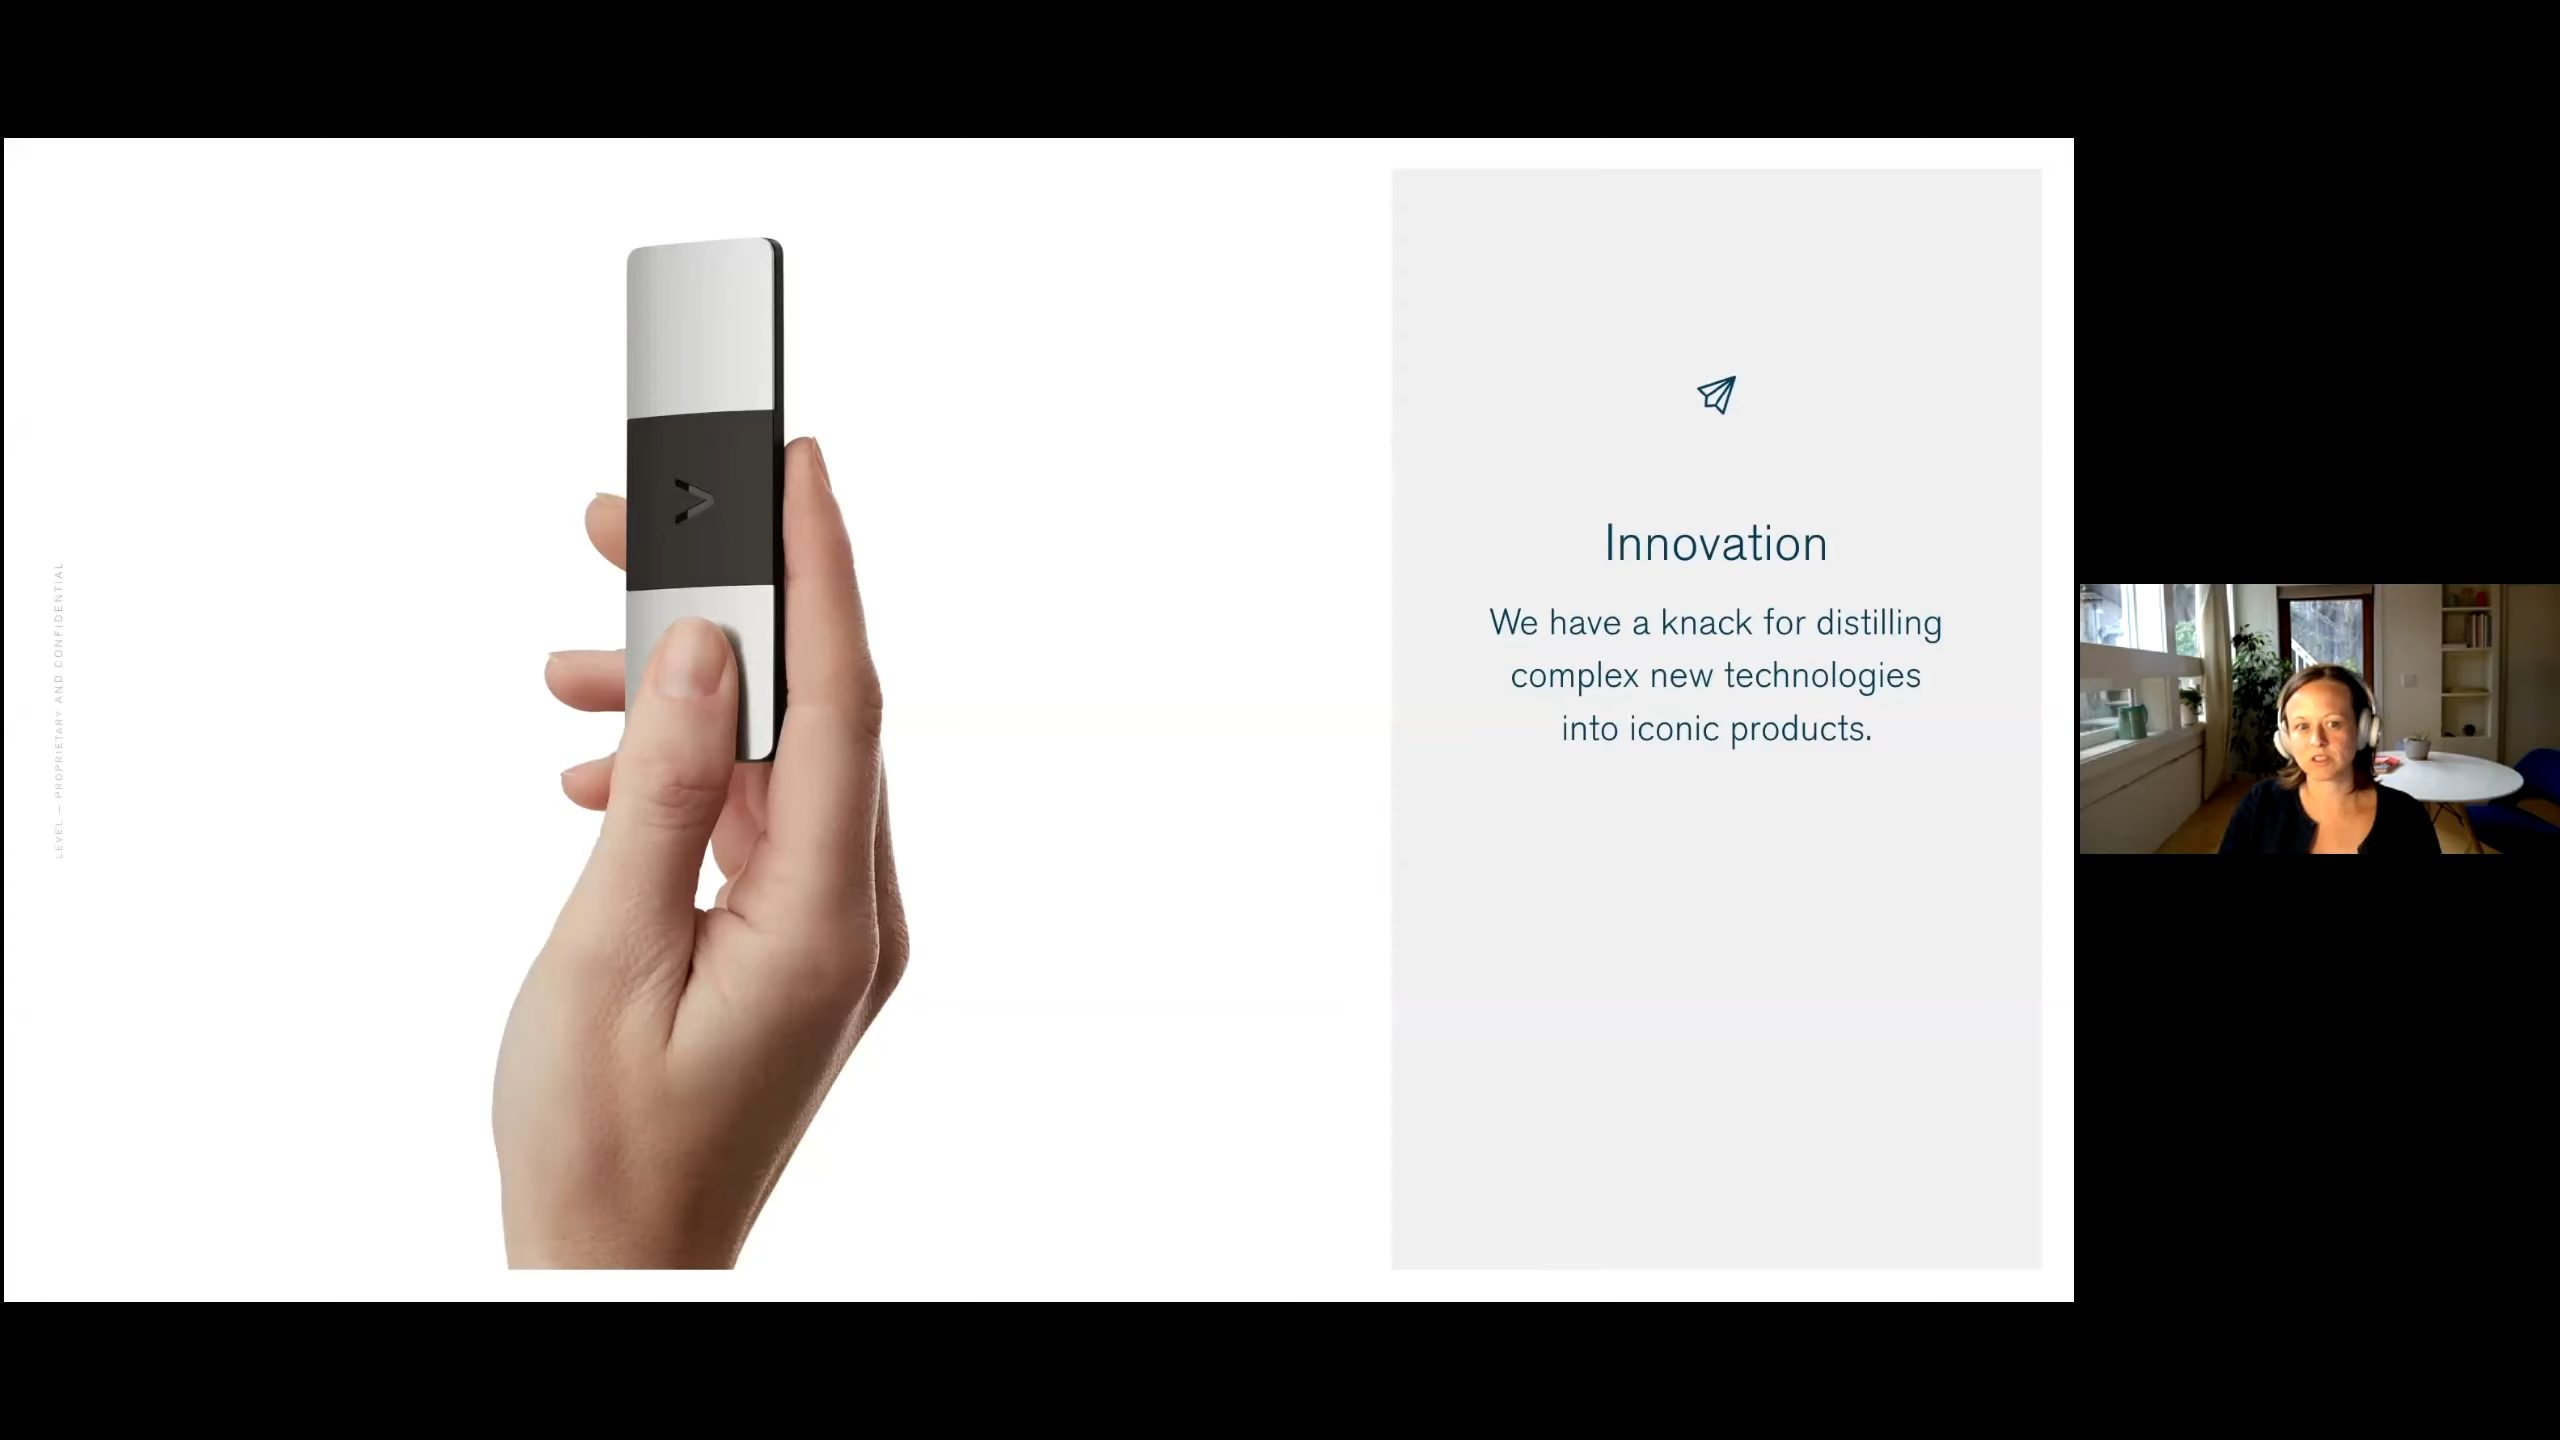 LEVEL — PROPRIETARY AND CONFIDENTIAL
Innovation
We have a knack for distilling
complex new technologies
into iconic products.